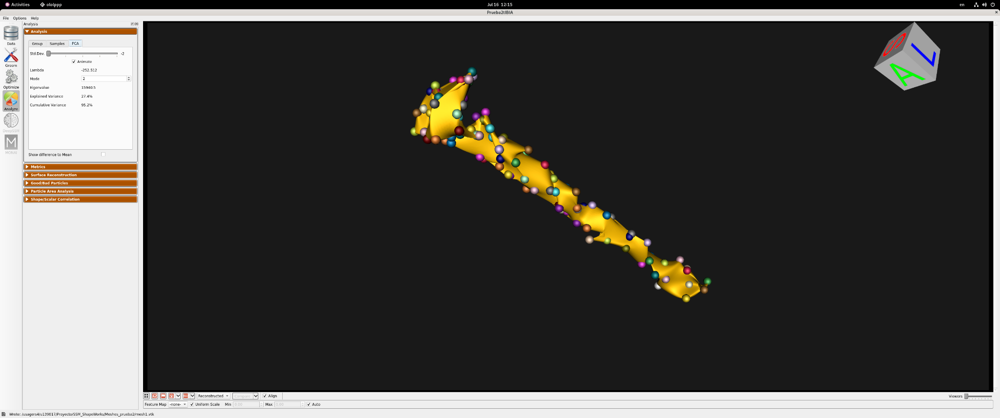 Activities
ololppp
Jul 16 12:15
en
Prueba2tIBIA
File Options Help
Analysis
Data
Groom
Optimize
Analyze
DeepSSM
M
MONAI
Analysis
Group Samples PCA
Std.Dev. -2
Animate
Lambda -252.512
Mode 2
Eigenvalue 15940.5
Explained Variance 27.4%
Cumulative Variance 95.2%
Show difference to Mean
Metrics
Surface Reconstruction
Good/Bad Particles
Particle Area Analysis
Shape/Scalar Correlation
S L
A
Reconstructed Compare Align
Viewers
Feature Map -none- Uniform Scale Min 0.00 Max 0.00 Auto
Wrote: /usagers4/u139017/Proyecto/SSM_ShapeWorks/Meshes_prueba2/mesh1.vtk